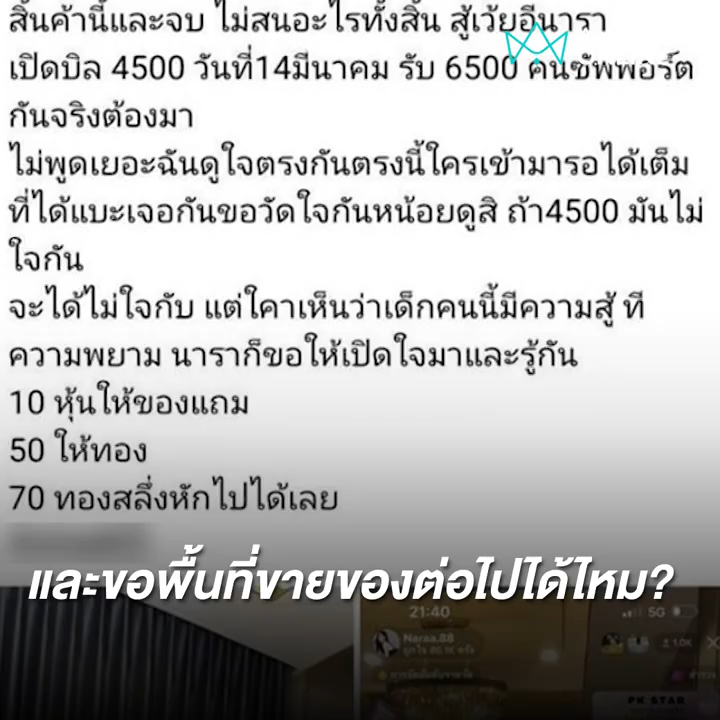 สิ้นค้านี้และจบ ไม่สนอะไรทั้งสิ้น สู้เว้ยอีนารา
เปิดบิล 4500 วันที่14มีนาคม รับ 6500 คนซัพพอร์ต
กันจริงต้องมา
ไม่พูดเยอะฉันดูใจตรงกันตรงนี้ใครเข้ามารอได้เต็ม
ที่ได้แบะเจอกันขอวัดใจกันหน้อยดูสิ ถ้า4500 มันไม่
ใจกัน
จะได้ไม่ใจกับ แต่ใคาเห็นว่าเด็กคนนี้มีความสู้ ที
ความพยาม นาราก็ขอให้เปิดใจมาและรู้กัน
10 หุ้นให้ของแถม
50 ให้ทอง
70 ทองสลึ่งหักไปได้เลย
และขอพื้นที่ขายของต่อไปได้ไหม?
21:40
5G
Naraa.88
1.0K
PK STAR